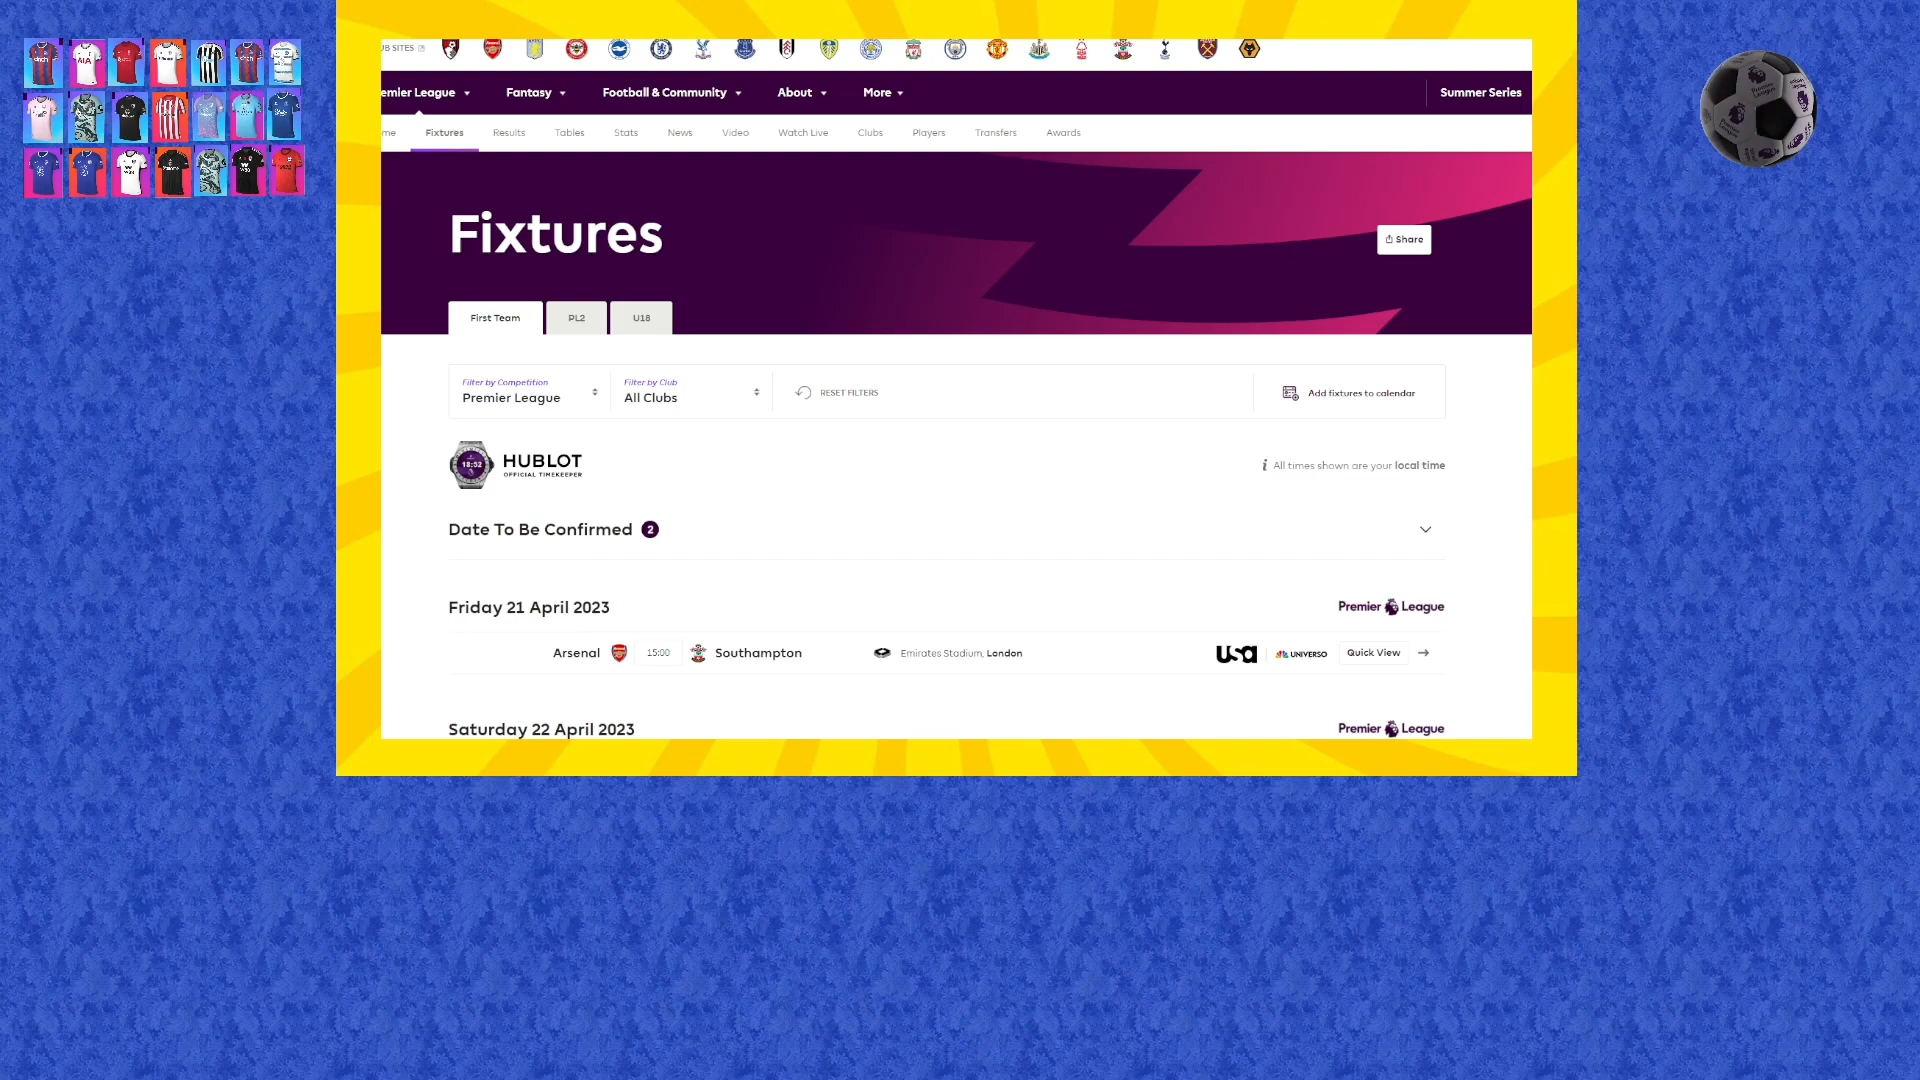 UB SITES
emier League Fantasy Football & Community About More Summer Series
me Fixtures Results Tables Stats News Video Watch Live Clubs Players Transfers Awards
Fixtures
Share
First Team PL2 U18
Filter by Competition
Premier League
Filter by Club
All Clubs
RESET FILTERS
Add fixtures to calendar
18:52
HUBLOT
OFFICIAL TIMEKEEPER
All times shown are your local time
Date To Be Confirmed 2
Friday 21 April 2023 Premier League
Arsenal 15:00 Southampton Emirates Stadium, London usa UNIVERSO Quick View
Saturday 22 April 2023 Premier League